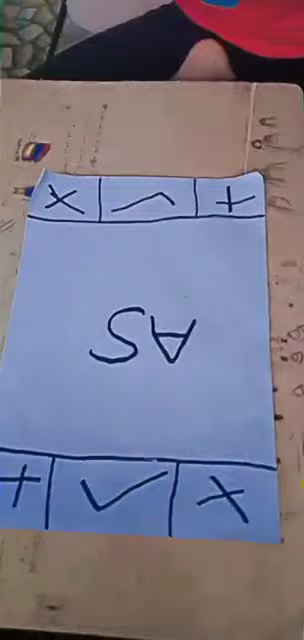 + ✓ X
AS
+ ✓ X